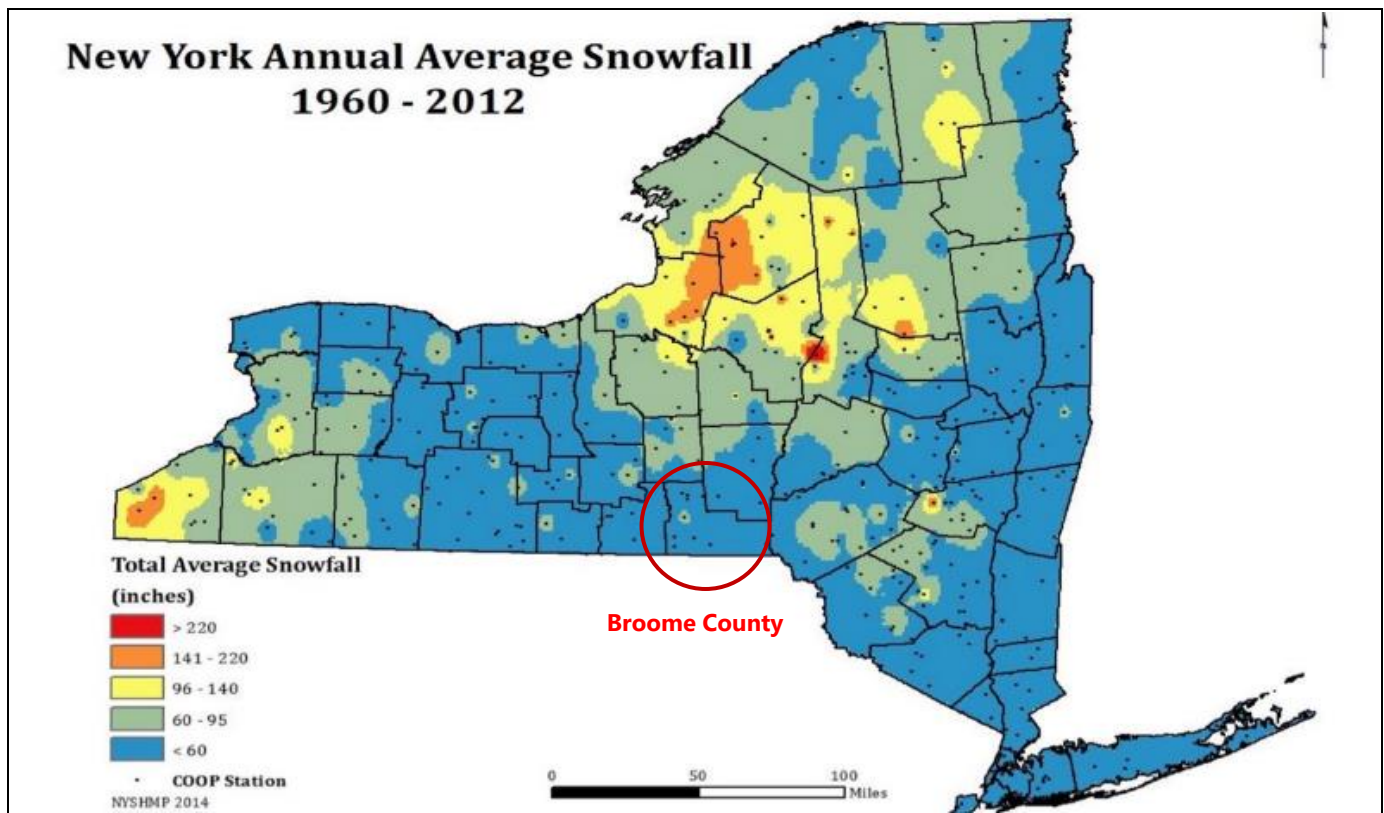 New York Annual Average Snowfall
1960 - 2012
Broome County
Total Average Snowfall
(inches)
> 220
141 - 220
96 - 140
60 - 95
< 60
COOP Station
NYSHMP 2014
0 50 100
Miles